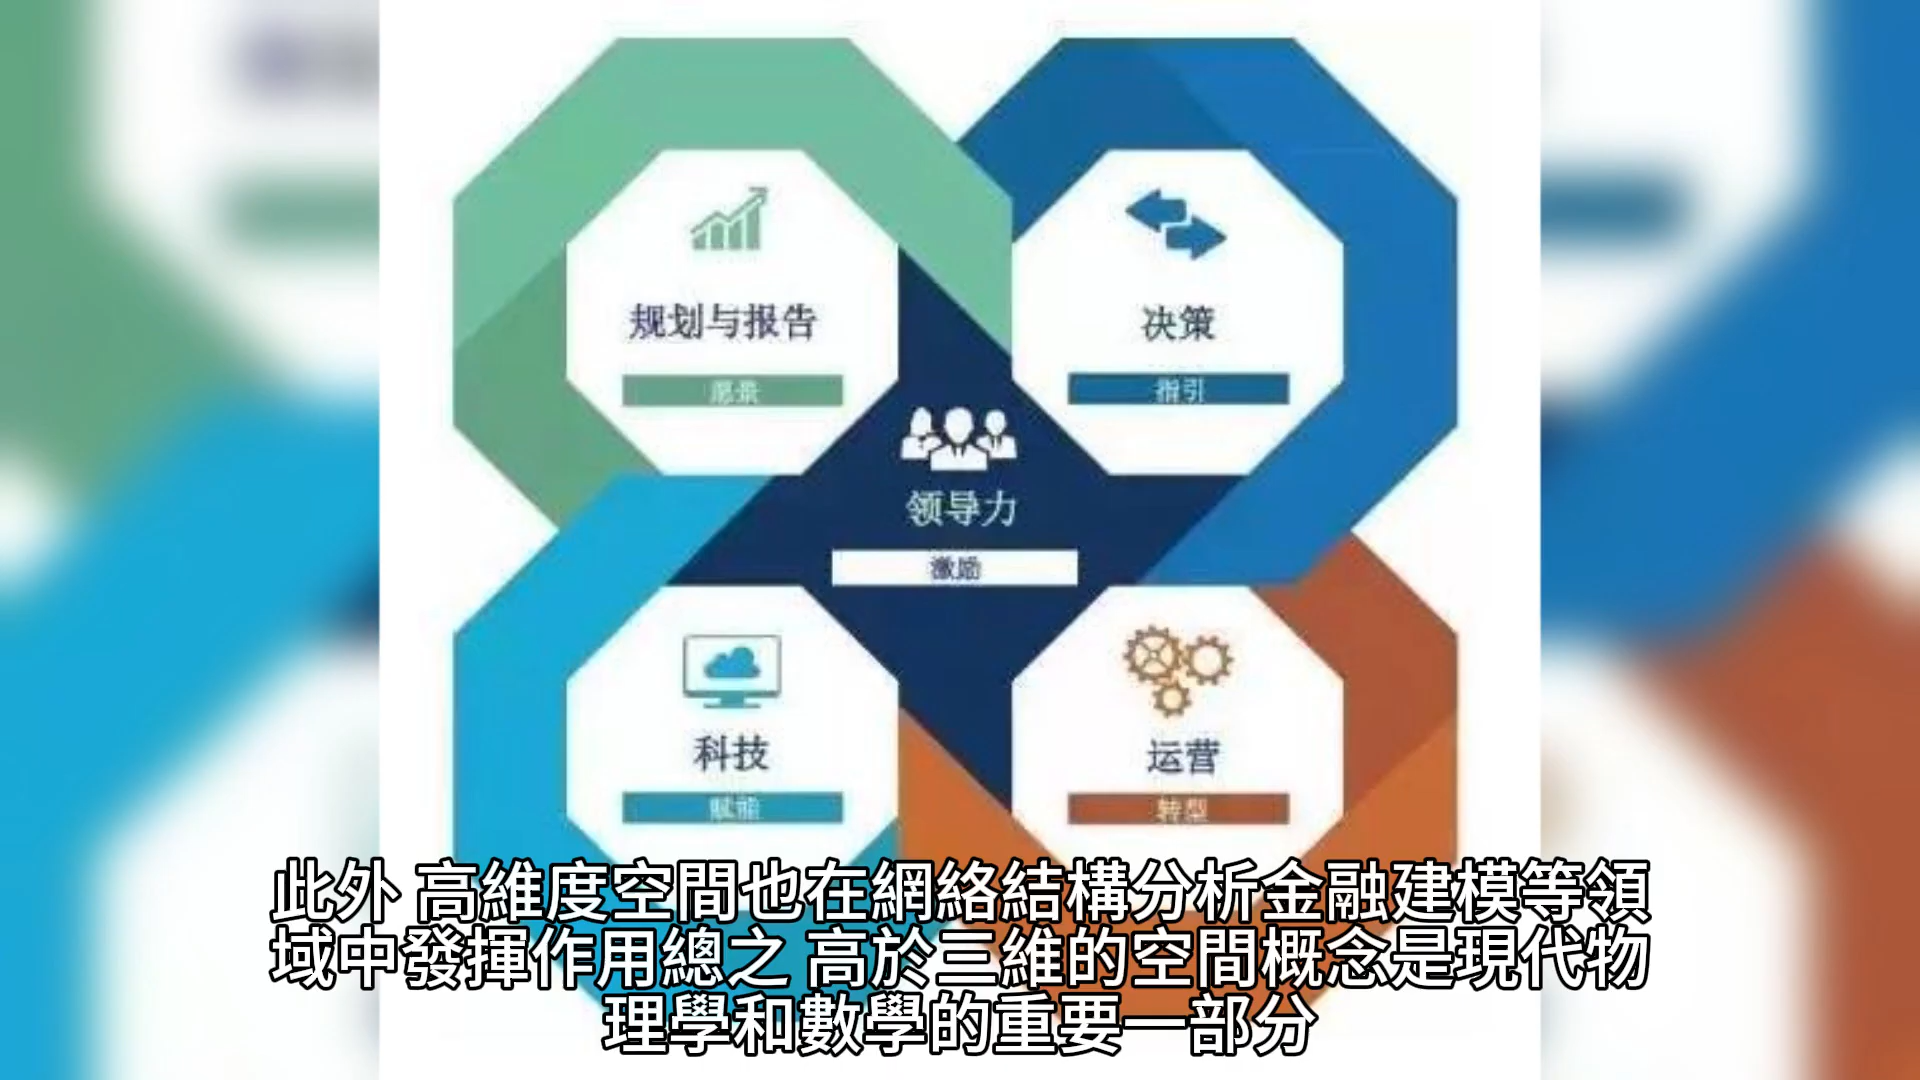 规划与报告
愿景
决策
指引
领导力
激励
科技
赋能
运营
转型
此外 高維度空間也在網絡結構分析金融建模等領
域中發揮作用總之 高於三維的空間概念是現代物
理學和數學的重要一部分